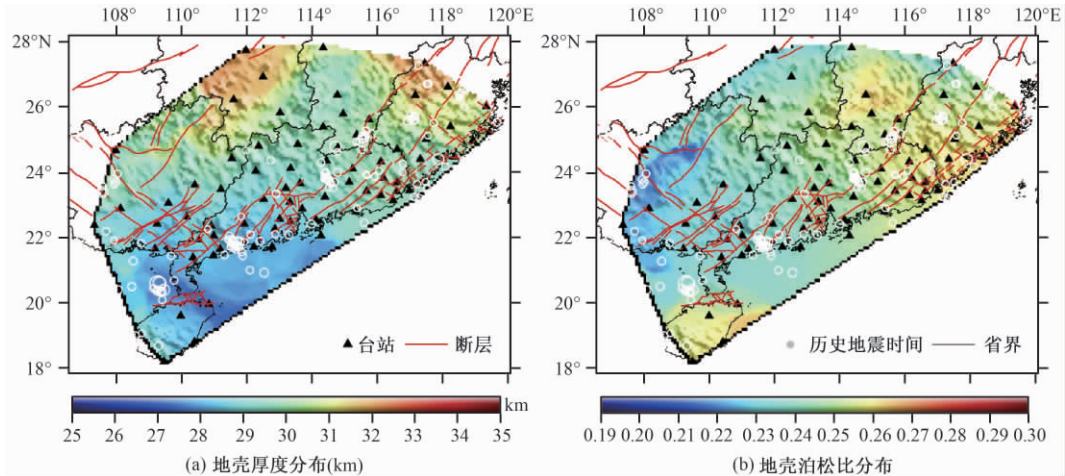 108° 110° 112° 114° 116° 118° 120°E 108° 110° 112° 114° 116° 118° 120°E
28°N 28°N
26° 26° 26°
24° 24° 24°
22° 22° 22°
20° 20° 20°
18° 18°
台站 断层 历史地震时间 省界
km
25 26 27 28 29 30 31 32 33 34 35 0.19 0.20 0.21 0.22 0.23 0.24 0.25 0.26 0.27 0.28 0.29 0.30
(a) 地壳厚度分布(km) (b) 地壳泊松比分布